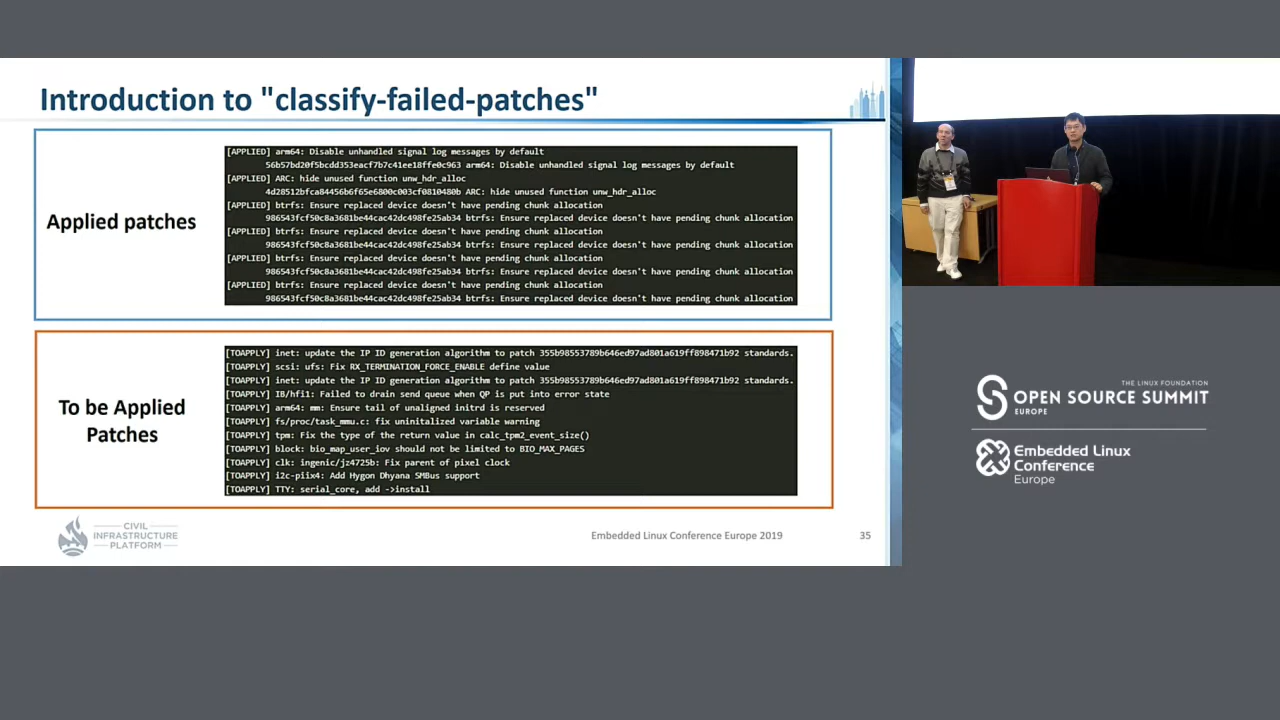 Introduction to "classify-failed-patches"
Applied patches
[APPLIED] arm64: Disable unhandled signal log messages by default
56b57bd20f5bcdd353eacf7b7c41ee18ffe0c963 arm64: Disable unhandled signal log messages by default
[APPLIED] ARC: hide unused function unw_hdr_alloc
4d28512bfca84456b6f65e6800c003cf0810480b ARC: hide unused function unw_hdr_alloc
[APPLIED] btrfs: Ensure replaced device doesn't have pending chunk allocation
986543fcf50c8a3681be44cac42dc498fe25ab34 btrfs: Ensure replaced device doesn't have pending chunk allocation
[APPLIED] btrfs: Ensure replaced device doesn't have pending chunk allocation
986543fcf50c8a3681be44cac42dc498fe25ab34 btrfs: Ensure replaced device doesn't have pending chunk allocation
[APPLIED] btrfs: Ensure replaced device doesn't have pending chunk allocation
986543fcf50c8a3681be44cac42dc498fe25ab34 btrfs: Ensure replaced device doesn't have pending chunk allocation
[APPLIED] btrfs: Ensure replaced device doesn't have pending chunk allocation
986543fcf50c8a3681be44cac42dc498fe25ab34 btrfs: Ensure replaced device doesn't have pending chunk allocation
To be Applied
Patches
[TOAPPLY] inet: update the IP ID generation algorithm to patch 355b98553789b646ed97ad801a619ff898471b92 standards.
[TOAPPLY] scsi: ufs: Fix RX_TERMINATION_FORCE_ENABLE define value
[TOAPPLY] inet: update the IP ID generation algorithm to patch 355b98553789b646ed97ad801a619ff898471b92 standards.
[TOAPPLY] IB/hfi1: Failed to drain send queue when QP is put into error state
[TOAPPLY] arm64: mm: Ensure tail of unaligned initrd is reserved
[TOAPPLY] fs/proc/task_mmu.c: fix uninitalized variable warning
[TOAPPLY] tpm: Fix the type of the return value in calc_tpm2_event_size()
[TOAPPLY] block: bio_map_user_iov should not be limited to BIO_MAX_PAGES
[TOAPPLY] clk: ingenic/jz4725b: Fix parent of pixel clock
[TOAPPLY] i2c-piix4: Add Hygon Dhyana SMBus support
[TOAPPLY] TTY: serial_core, add ->install
CIVIL
INFRASTRUCTURE
PLATFORM
Embedded Linux Conference Europe 2019
35
THE LINUX FOUNDATION
OPEN SOURCE SUMMIT
EUROPE
Embedded Linux
Conference
Europe